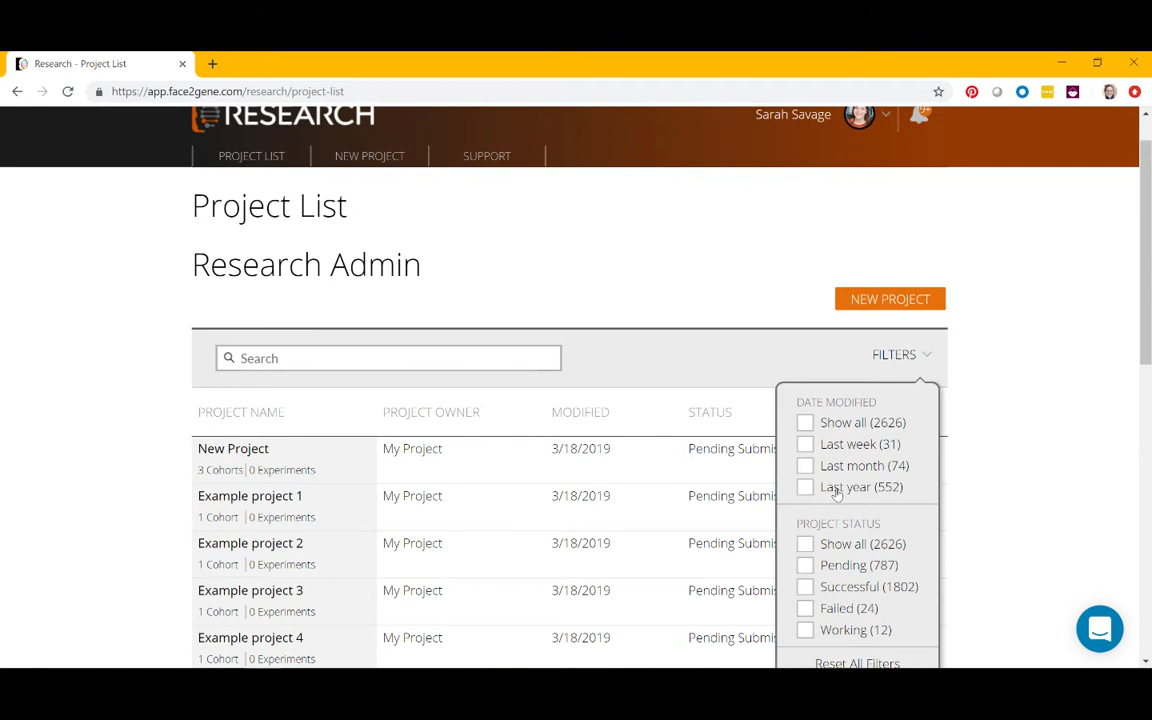 Research - Project List
https://app.face2gene.com/research/project-list
RESEARCH
Sarah Savage
9+
PROJECT LIST
NEW PROJECT
SUPPORT
Project List
Research Admin
NEW PROJECT
Search
FILTERS
PROJECT NAME PROJECT OWNER MODIFIED STATUS
New Project My Project 3/18/2019 Pending Submis
3 Cohorts | 0 Experiments
Example project 1 My Project 3/18/2019 Pending Submis
1 Cohort | 0 Experiments
Example project 2 My Project 3/18/2019 Pending Submis
1 Cohort | 0 Experiments
Example project 3 My Project 3/18/2019 Pending Submis
1 Cohort | 0 Experiments
Example project 4 My Project 3/18/2019 Pending Submis
1 Cohort | 0 Experiments
DATE MODIFIED
Show all (2626)
Last week (31)
Last month (74)
Last year (552)
PROJECT STATUS
Show all (2626)
Pending (787)
Successful (1802)
Failed (24)
Working (12)
Reset All Filters